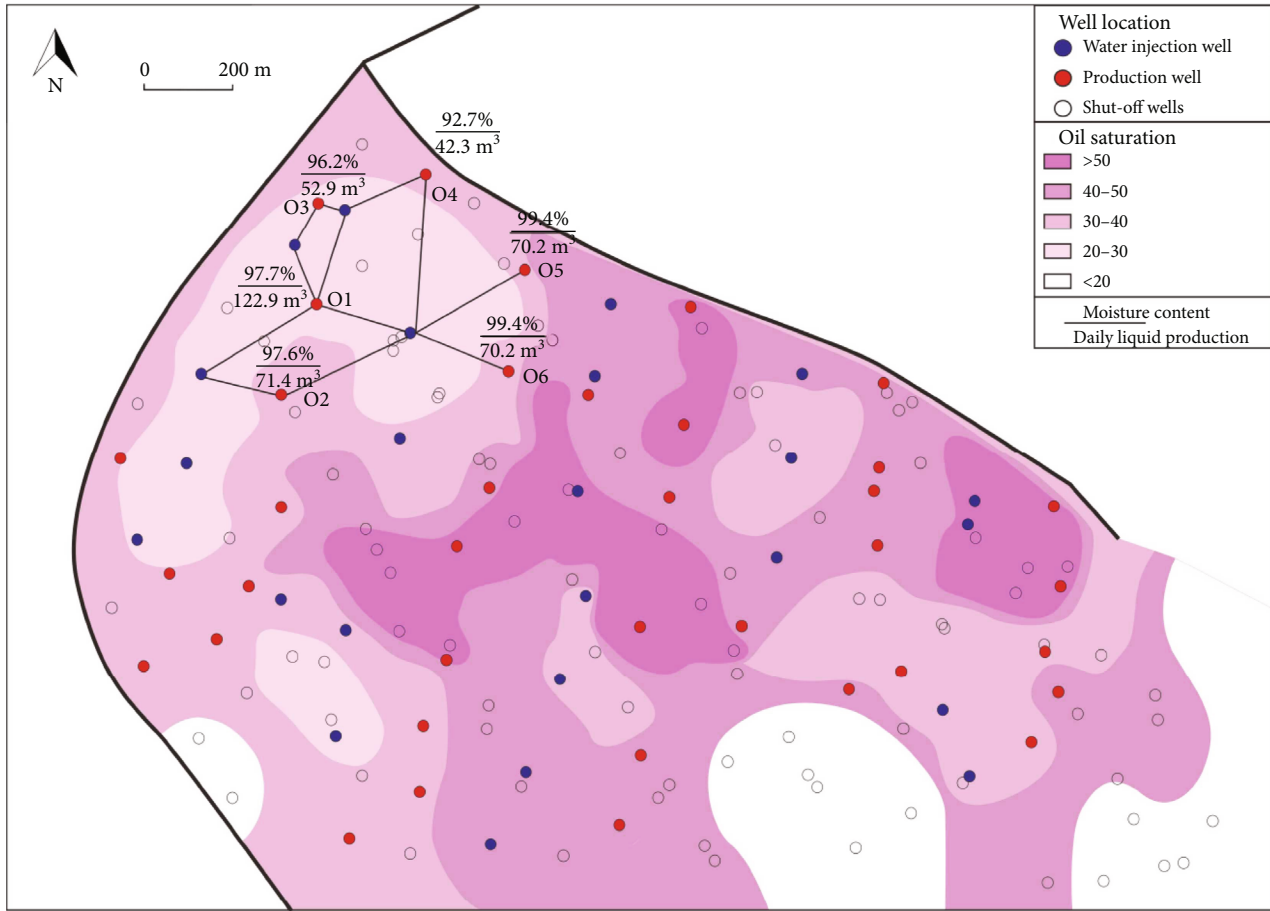 N
0 200 m
92.7%
42.3 m³
O4
96.2%
52.9 m³
O3
99.4%
70.2 m³
O5
97.7%
122.9 m³
O1
99.4%
70.2 m³
O6
97.6%
71.4 m³
O2
Well location
Water injection well
Production well
Shut-off wells
Oil saturation
>50
40–50
30–40
20–30
<20
Moisture content
Daily liquid production